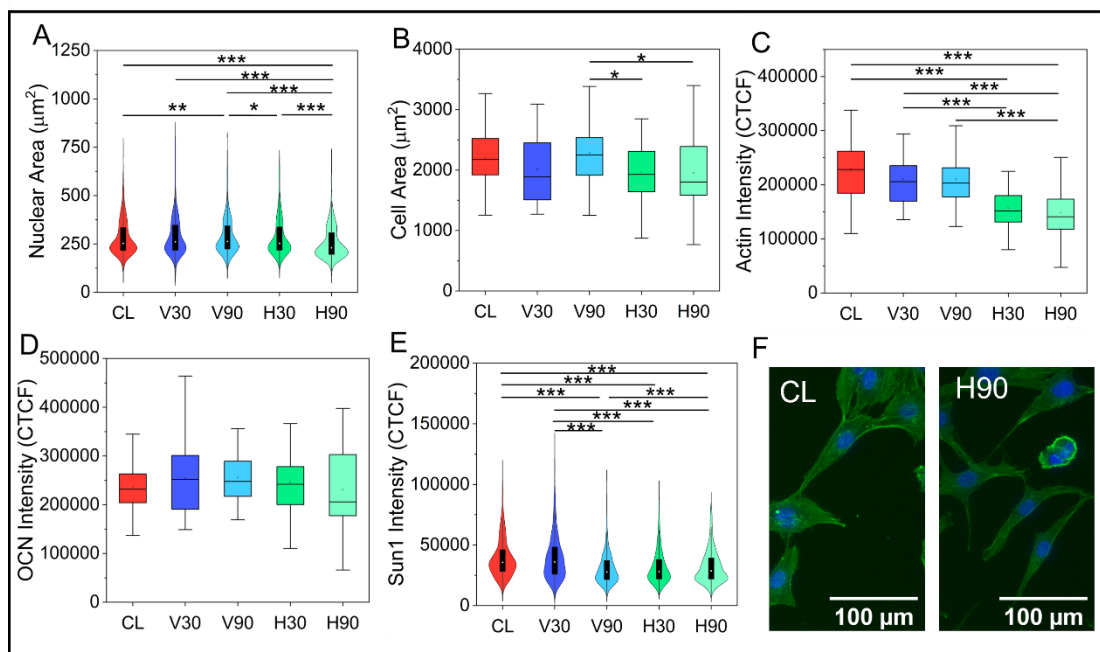 A
Nuclear Area (μm²)
1250
1000
750
500
250
0
***
***
***
** * ***
CL V30 V90 H30 H90
B
Cell Area (μm²)
4000
3000
2000
1000
0
*
*
CL V30 V90 H30 H90
C
Actin Intensity (CTCF)
400000
300000
200000
100000
0
***
***
***
***
***
CL V30 V90 H30 H90
D
OCN Intensity (CTCF)
500000
400000
300000
200000
100000
0
CL V30 V90 H30 H90
E
Sun1 Intensity (CTCF)
200000
150000
100000
50000
0
***
***
*** ***
***
***
***
CL V30 V90 H30 H90
F
CL
100 μm
H90
100 μm